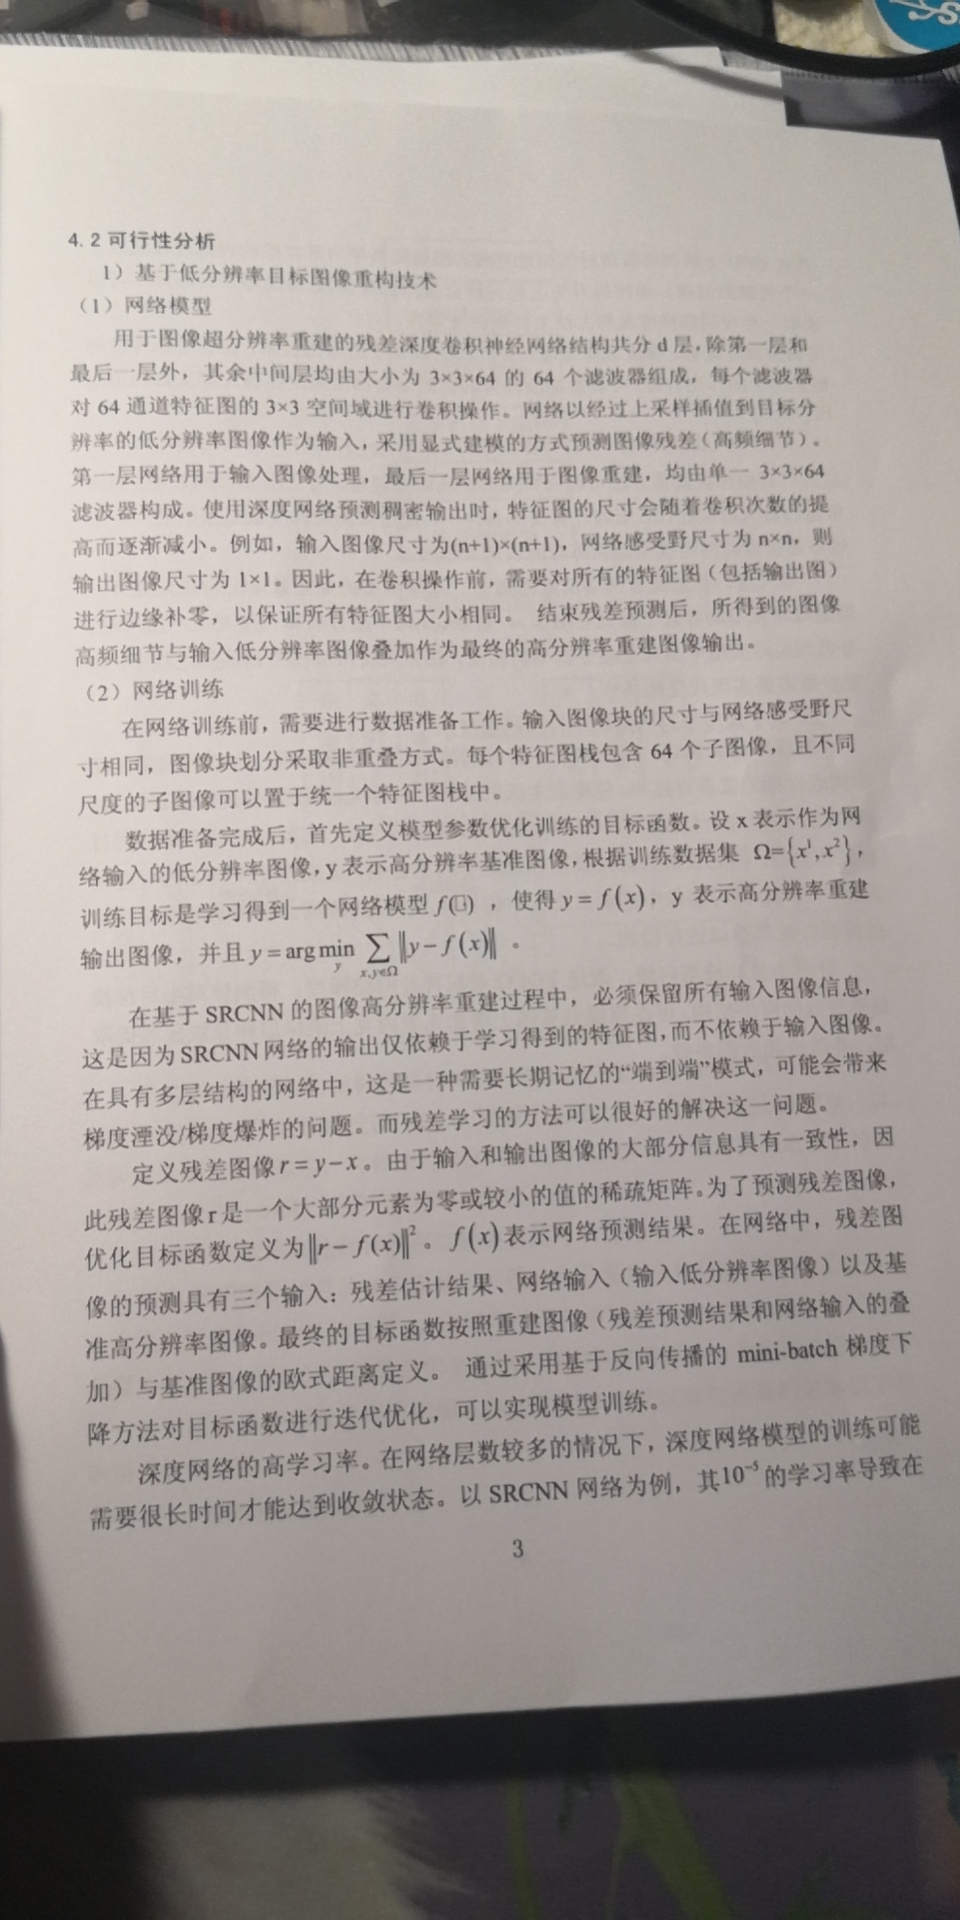 4.2 可行性分析
1）基于低分辨率目标图像重构技术
（1）网络模型
用于图像超分辨率重建的残差深度卷积神经网络结构共分 d 层,除第一层和
最后一层外，其余中间层均由大小为 3×3×64 的 64 个滤波器组成，每个滤波器
对 64 通道特征图的 3×3 空间域进行卷积操作。网络以经过上采样插值到目标分
辨率的低分辨率图像作为输入，采用显式建模的方式预测图像残差（高频细节）。
第一层网络用于输入图像处理，最后一层网络用于图像重建，均由单一 3×3×64
滤波器构成。使用深度网络预测稠密输出时，特征图的尺寸会随着卷积次数的提
高而逐渐减小。例如，输入图像尺寸为(n+1)×(n+1)，网络感受野尺寸为 n×n，则
输出图像尺寸为 1×1。因此，在卷积操作前，需要对所有的特征图（包括输出图）
进行边缘补零，以保证所有特征图大小相同。 结束残差预测后，所得到的图像
高频细节与输入低分辨率图像叠加作为最终的高分辨率重建图像输出。
（2）网络训练
在网络训练前，需要进行数据准备工作。输入图像块的尺寸与网络感受野尺
寸相同，图像块划分采取非重叠方式。每个特征图栈包含 64 个子图像，且不同
尺度的子图像可以置于统一个特征图栈中。
数据准备完成后，首先定义模型参数优化训练的目标函数。设 x 表示作为网
络输入的低分辨率图像，y 表示高分辨率基准图像，根据训练数据集 Ω={x¹,x²}，
训练目标是学习得到一个网络模型 f(□) ，使得 y = f(x)，y 表示高分辨率重建
输出图像，并且 y = arg min_y ∑_{x,y∈Ω} ‖y − f(x)‖ 。
在基于 SRCNN 的图像高分辨率重建过程中，必须保留所有输入图像信息，
这是因为 SRCNN 网络的输出仅依赖于学习得到的特征图，而不依赖于输入图像。
在具有多层结构的网络中，这是一种需要长期记忆的“端到端”模式，可能会带来
梯度湮没/梯度爆炸的问题。而残差学习的方法可以很好的解决这一问题。
定义残差图像 r = y − x 。由于输入和输出图像的大部分信息具有一致性，因
此残差图像 r 是一个大部分元素为零或较小的值的稀疏矩阵。为了预测残差图像，
优化目标函数定义为 ‖r − f(x)‖² 。f(x) 表示网络预测结果。在网络中，残差图
像的预测具有三个输入：残差估计结果、网络输入（输入低分辨率图像）以及基
准高分辨率图像。最终的目标函数按照重建图像（残差预测结果和网络输入的叠
加）与基准图像的欧式距离定义。 通过采用基于反向传播的 mini-batch 梯度下
降方法对目标函数进行迭代优化，可以实现模型训练。
深度网络的高学习率。在网络层数较多的情况下，深度网络模型的训练可能
需要很长时间才能达到收敛状态。以 SRCNN 网络为例，其10⁻⁵ 的学习率导致在
3